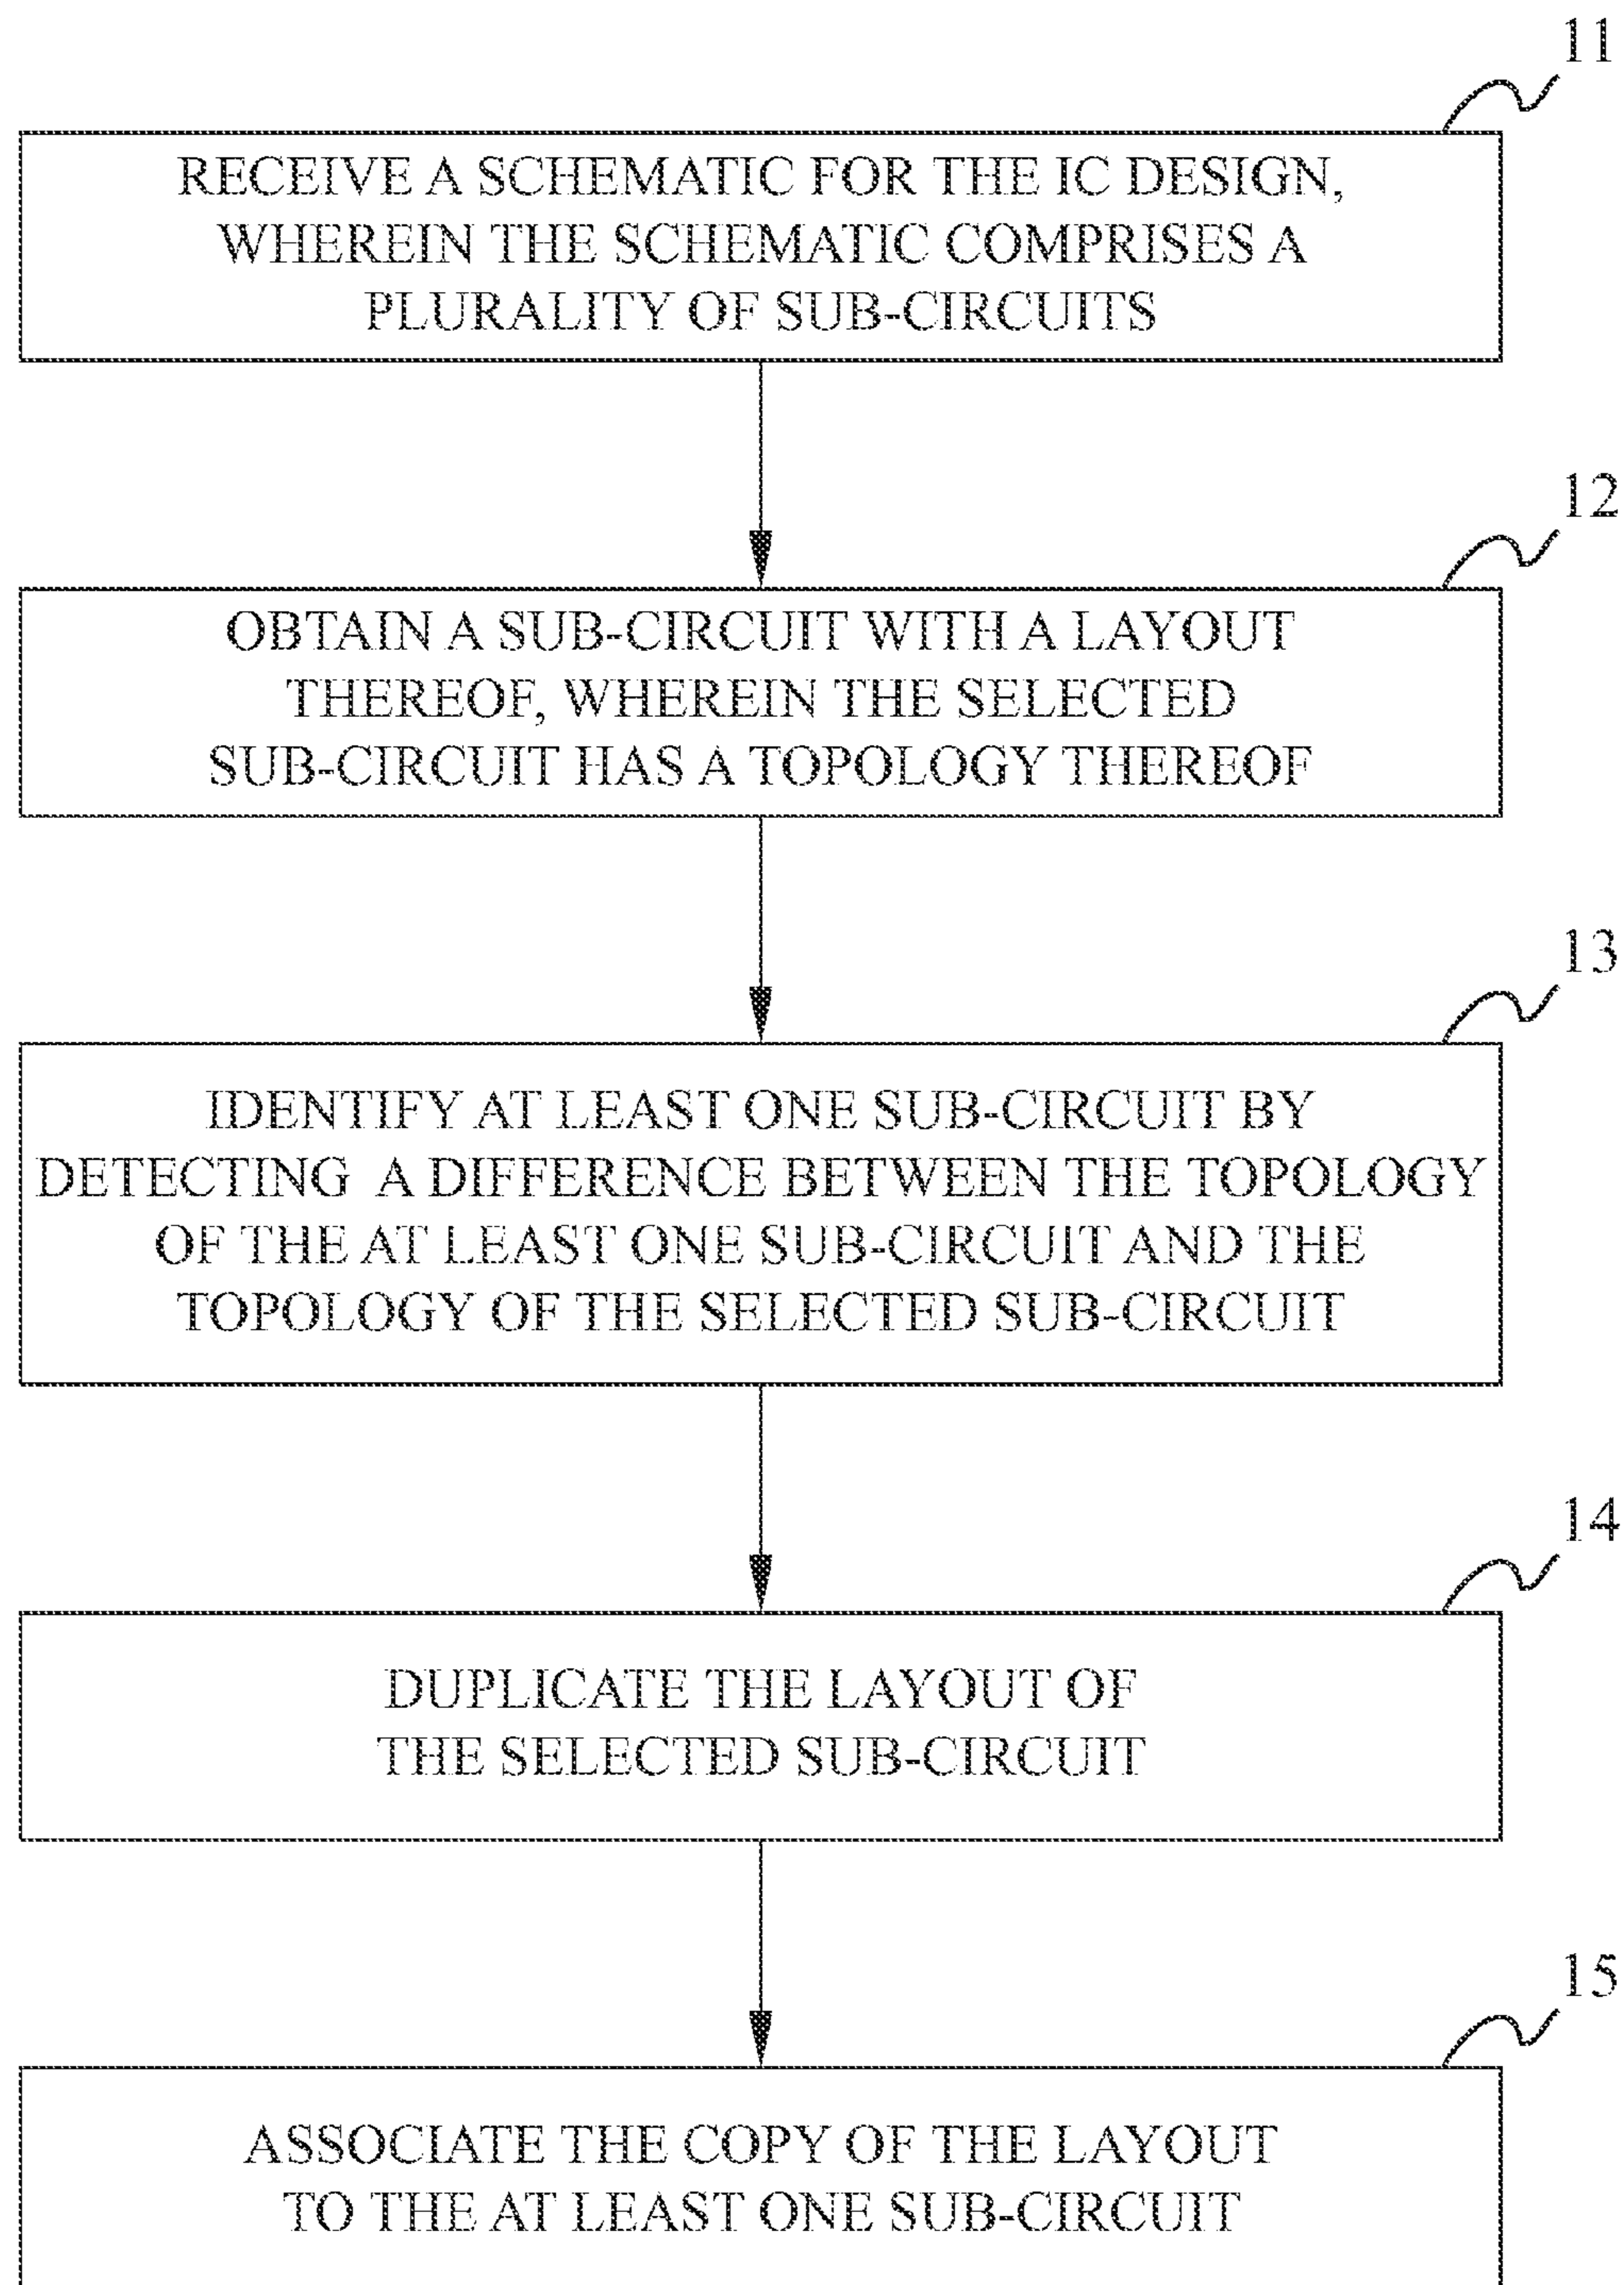 11
RECEIVE A SCHEMATIC FOR THE IC DESIGN,
WHEREIN THE SCHEMATIC COMPRISES A
PLURALITY OF SUB-CIRCUITS
12
OBTAIN A SUB-CIRCUIT WITH A LAYOUT
THEREOF, WHEREIN THE SELECTED
SUB-CIRCUIT HAS A TOPOLOGY THEREOF
13
IDENTIFY AT LEAST ONE SUB-CIRCUIT BY
DETECTING A DIFFERENCE BETWEEN THE TOPOLOGY
OF THE AT LEAST ONE SUB-CIRCUIT AND THE
TOPOLOGY OF THE SELECTED SUB-CIRCUIT
14
DUPLICATE THE LAYOUT OF
THE SELECTED SUB-CIRCUIT
15
ASSOCIATE THE COPY OF THE LAYOUT
TO THE AT LEAST ONE SUB-CIRCUIT